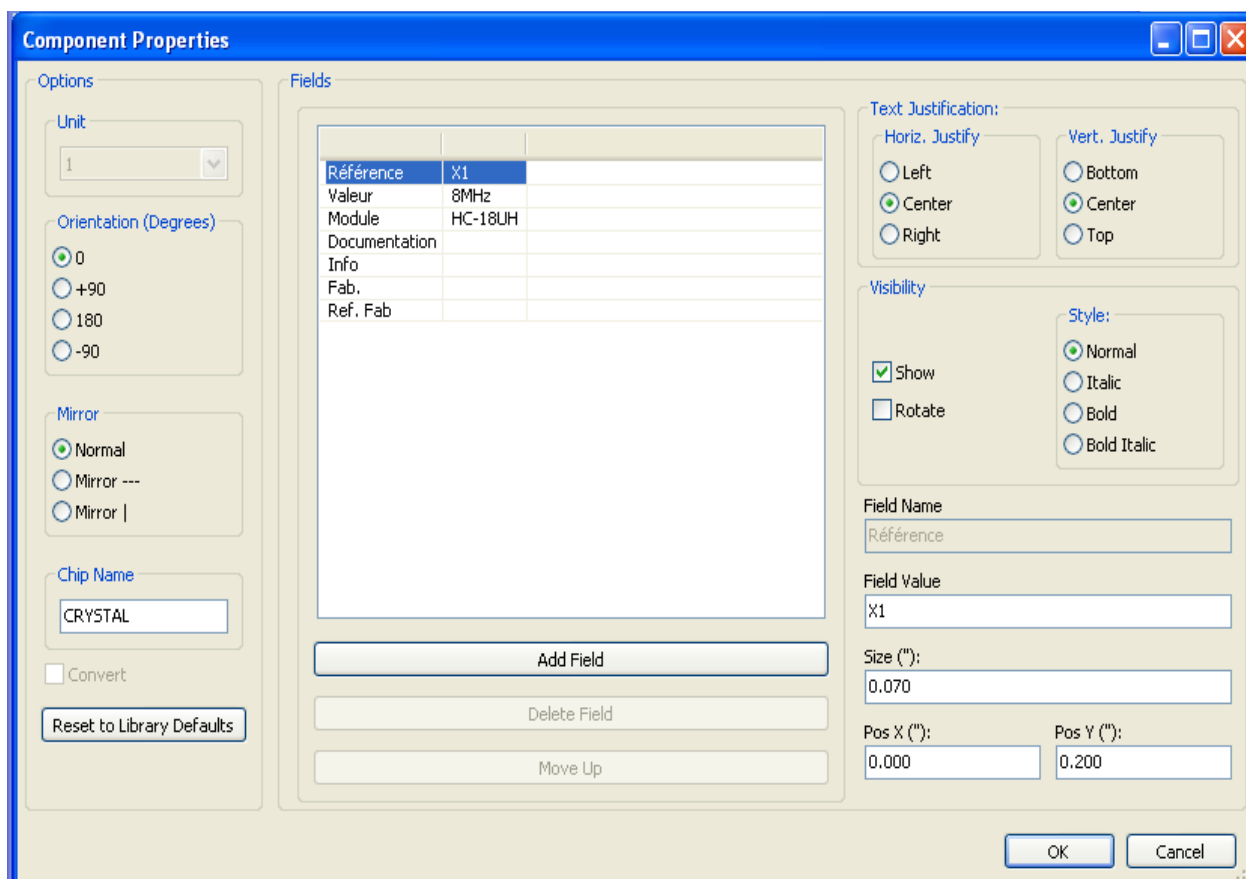 Component Properties
Options
Unit
1
Orientation (Degrees)
0
+90
180
-90
Mirror
Normal
Mirror ---
Mirror |
Chip Name
CRYSTAL
Convert
Reset to Library Defaults
Fields
Référence X1
Valeur 8MHz
Module HC-18UH
Documentation
Info
Fab.
Ref. Fab
Add Field
Delete Field
Move Up
Text Justification:
Horiz. Justify
Left
Center
Right
Vert. Justify
Bottom
Center
Top
Visibility
Show
Rotate
Style:
Normal
Italic
Bold
Bold Italic
Field Name
Référence
Field Value
X1
Size ("):
0.070
Pos X ("): Pos Y ("):
0.000 0.200
OK Cancel